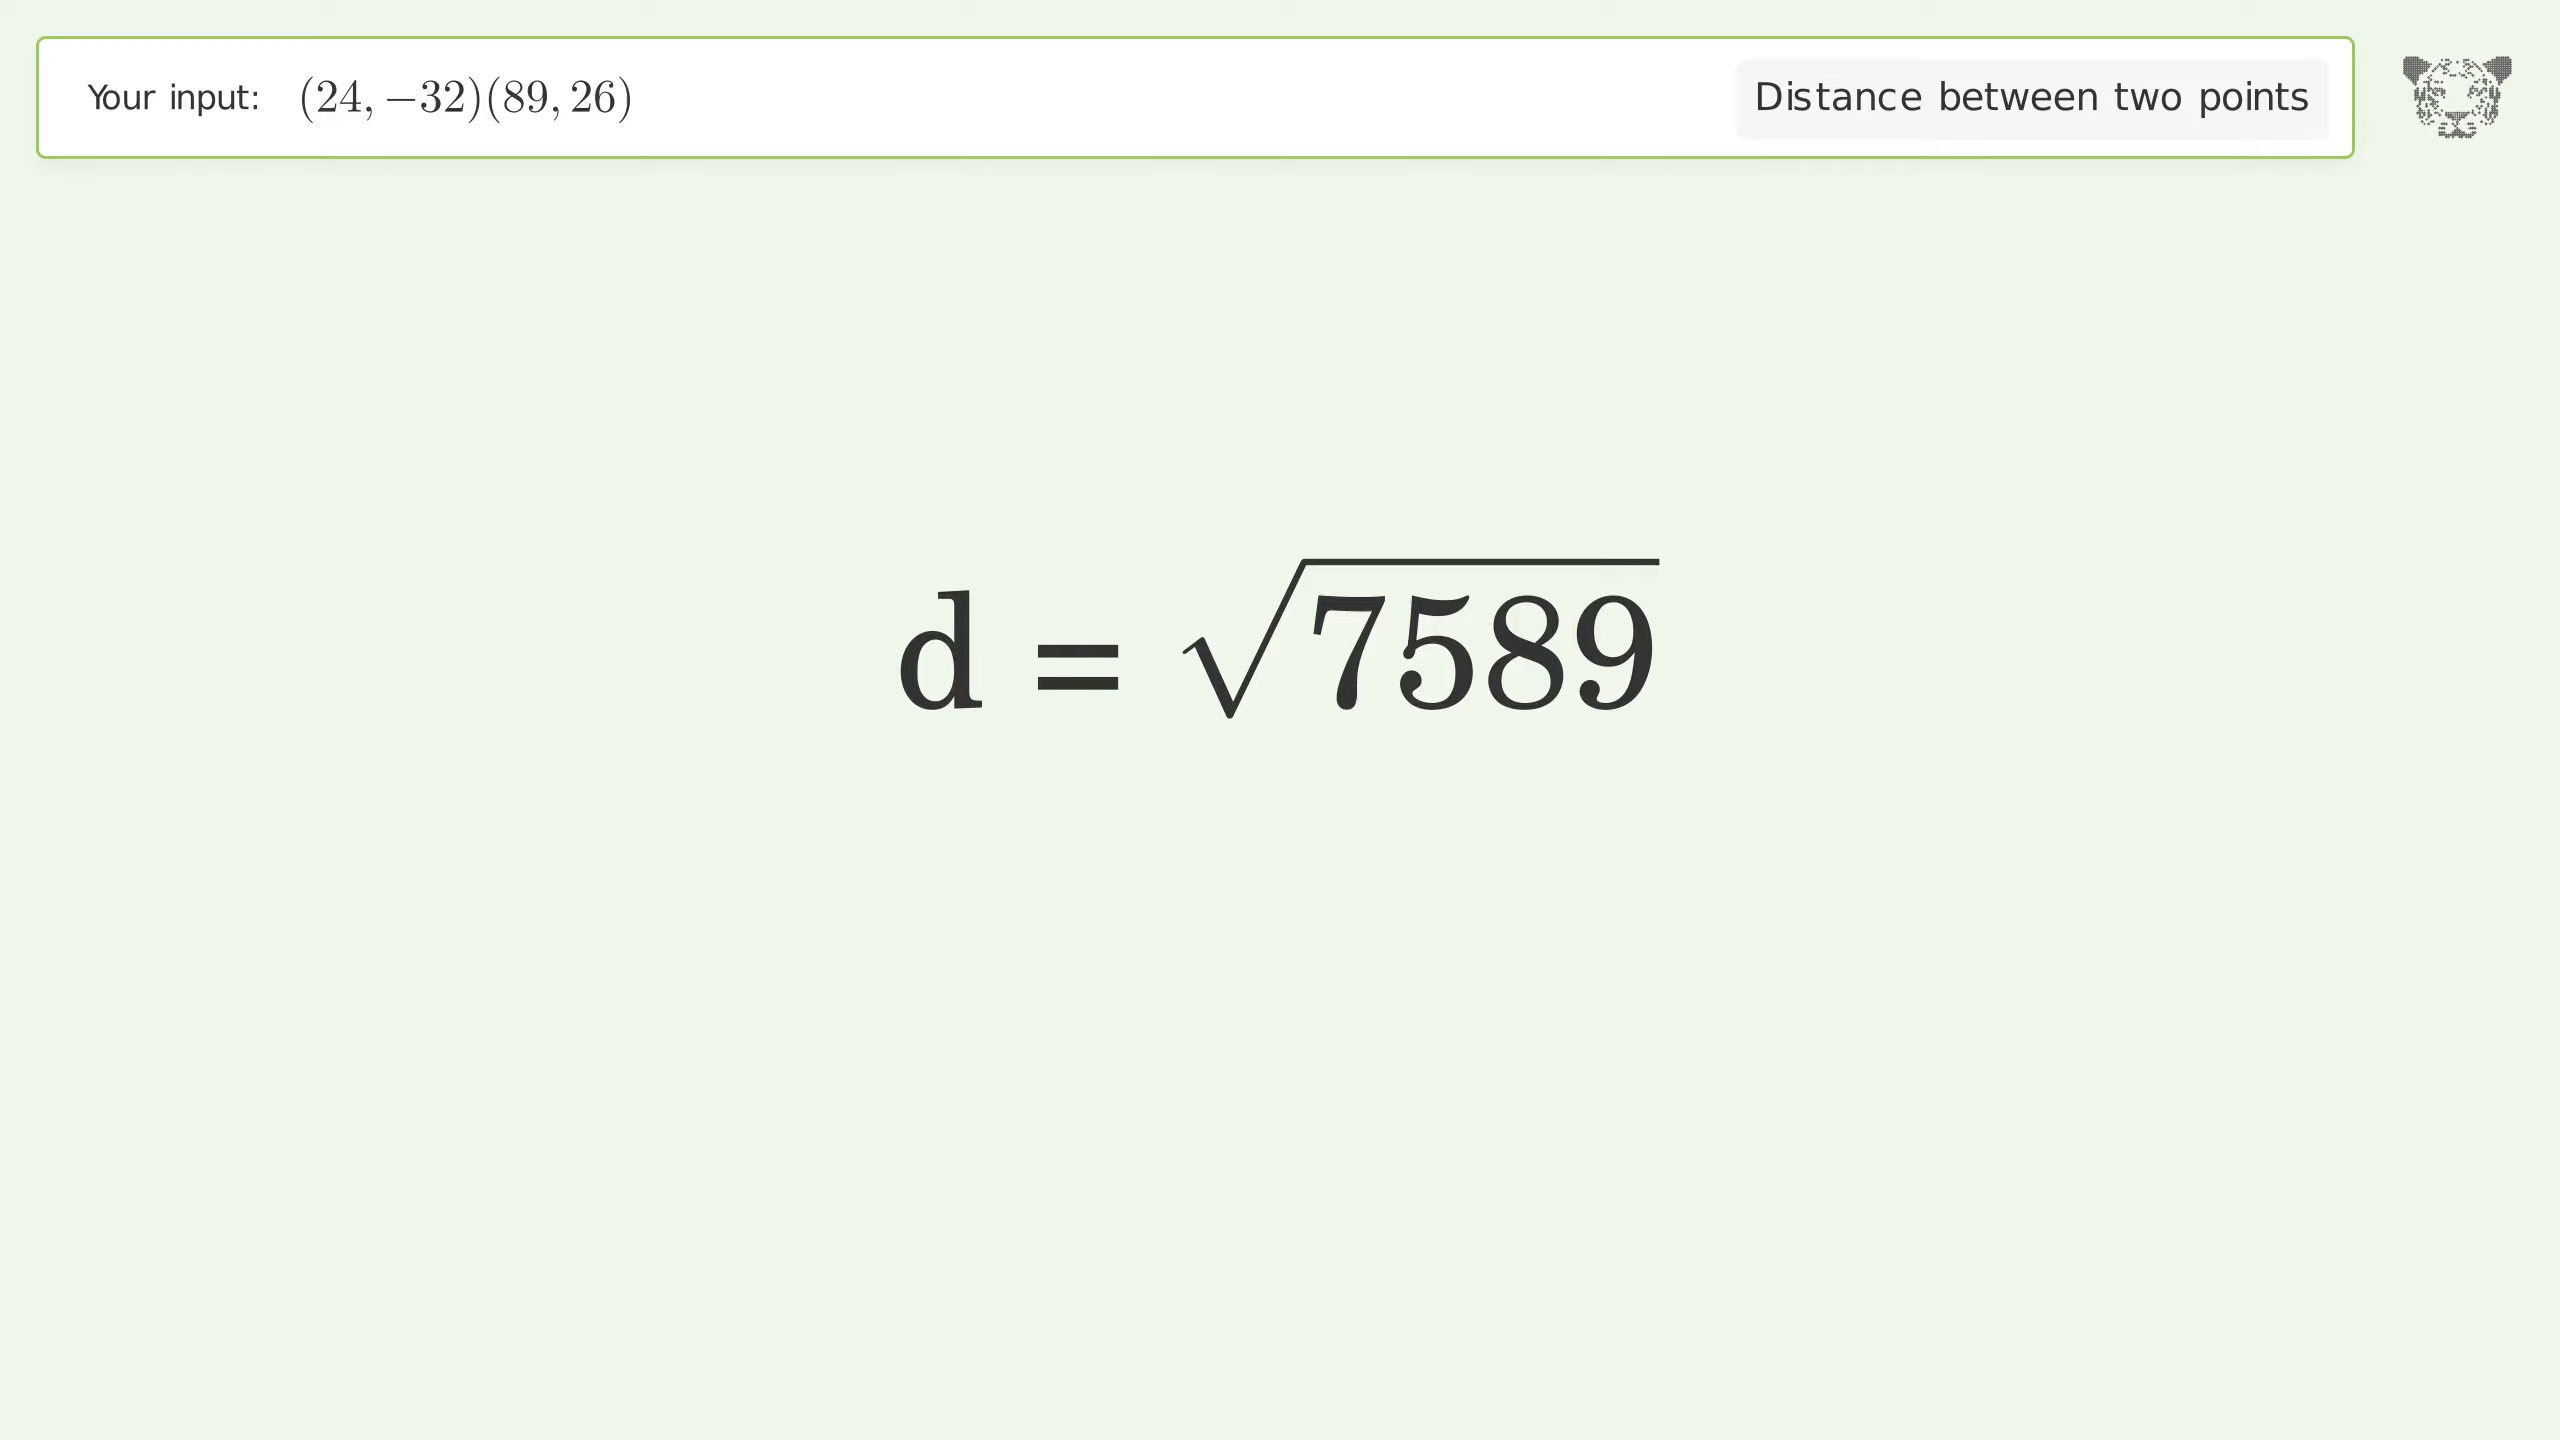 Your input: (24, −32)(89, 26)
Distance between two points
d = √7589